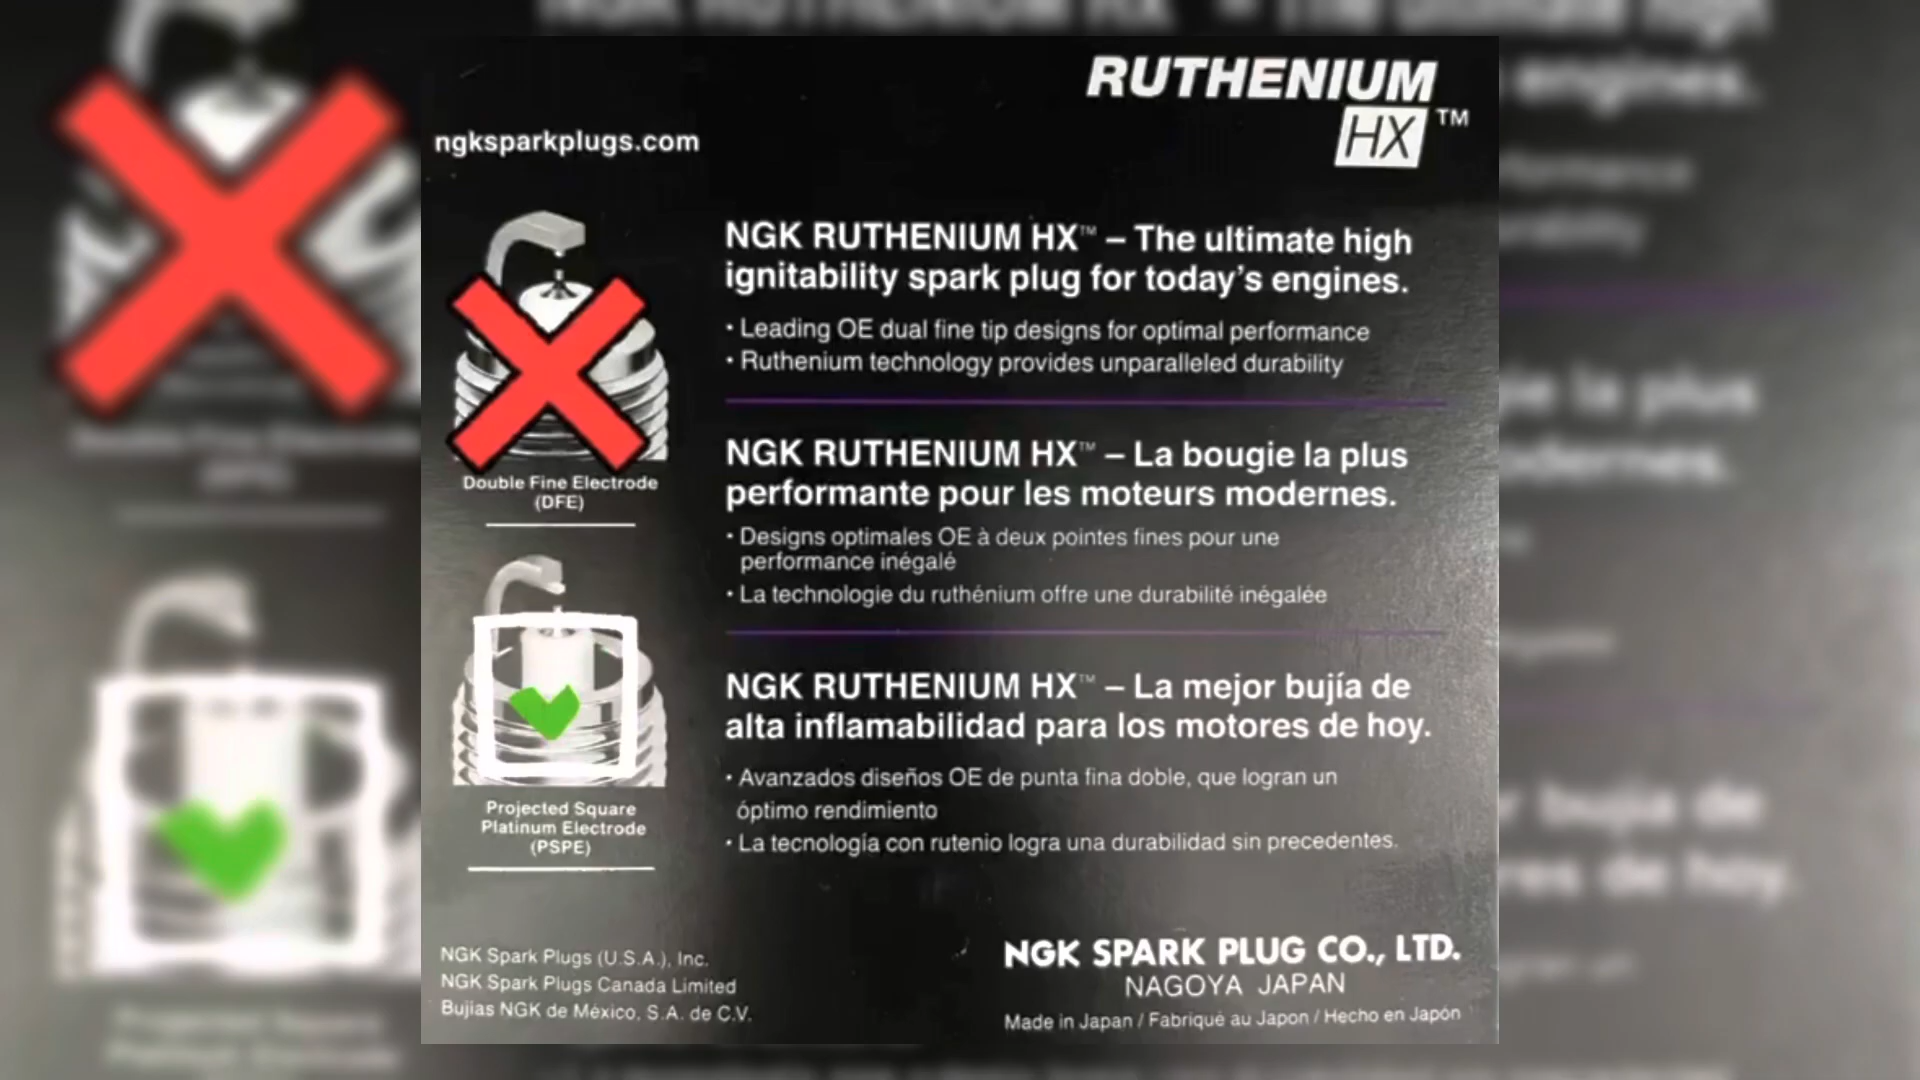 RUTHENIUM
HX™
ngksparkplugs.com
NGK RUTHENIUM HX™ – The ultimate high
ignitability spark plug for today's engines.
• Leading OE dual fine tip designs for optimal performance
• Ruthenium technology provides unparalleled durability
Double Fine Electrode
(DFE)
NGK RUTHENIUM HX™ – La bougie la plus
performante pour les moteurs modernes.
• Designs optimales OE à deux pointes fines pour une
performance inégalé
• La technologie du ruthénium offre une durabilité inégalée
Projected Square
Platinum Electrode
(PSPE)
NGK RUTHENIUM HX™ – La mejor bujía de
alta inflamabilidad para los motores de hoy.
• Avanzados diseños OE de punta fina doble, que logran un
óptimo rendimiento
• La tecnología con rutenio logra una durabilidad sin precedentes.
NGK Spark Plugs (U.S.A.), Inc.
NGK Spark Plugs Canada Limited
Bujias NGK de México, S.A. de C.V.
NGK SPARK PLUG CO., LTD.
NAGOYA JAPAN
Made in Japan / Fabriqué au Japon / Hecho en Japón